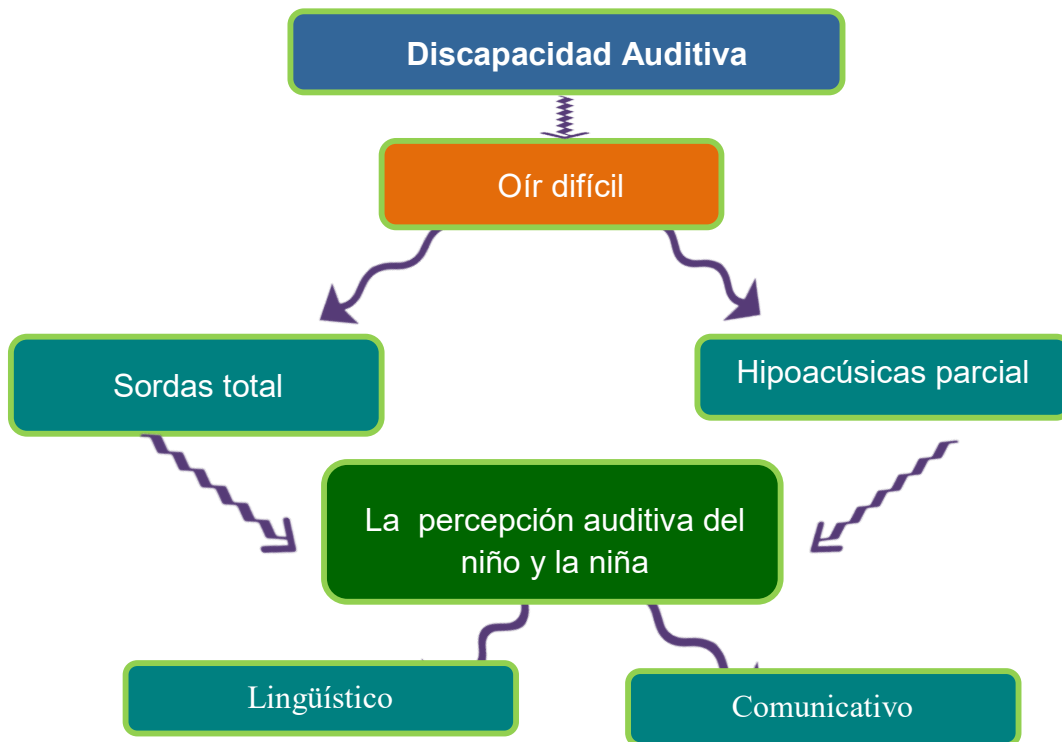 Discapacidad Auditiva
Oír difícil
Sordas total
Hipoacúsicas parcial
La percepción auditiva del
niño y la niña
Lingüístico
Comunicativo